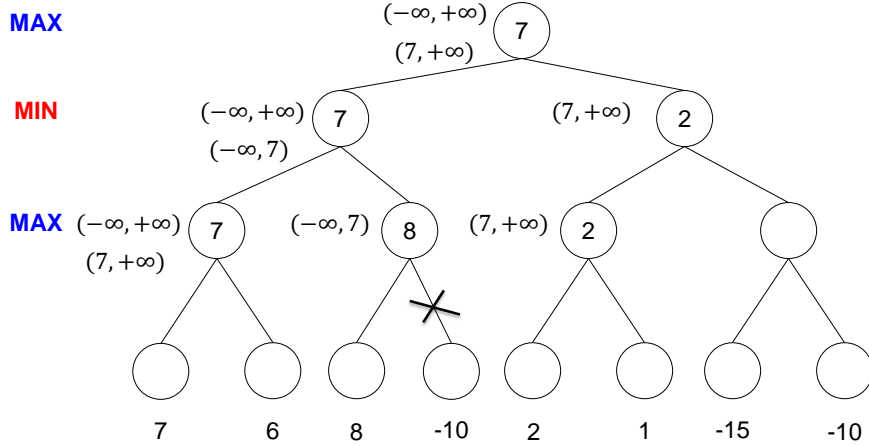 MAX (−∞, +∞) 7
(7, +∞)
MIN (−∞, +∞) 7 (7, +∞) 2
(−∞, 7)
MAX (−∞, +∞) 7 (−∞, 7) 8 (7, +∞) 2
(7, +∞)
7 6 8 -10 2 1 -15 -10